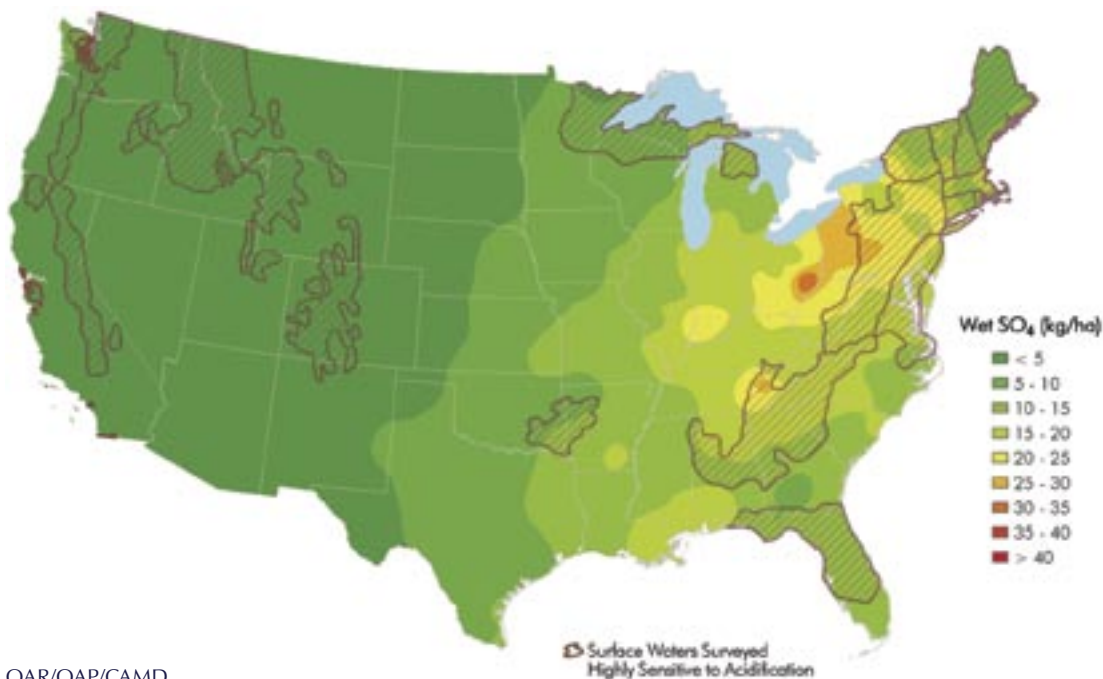 Wet SO₄ (kg/ha)
< 5
5 - 10
10 - 15
15 - 20
20 - 25
25 - 30
30 - 35
35 - 40
> 40
Surface Waters Surveyed
Highly Sensitive to Acidification
OAR/OAP/CAMD